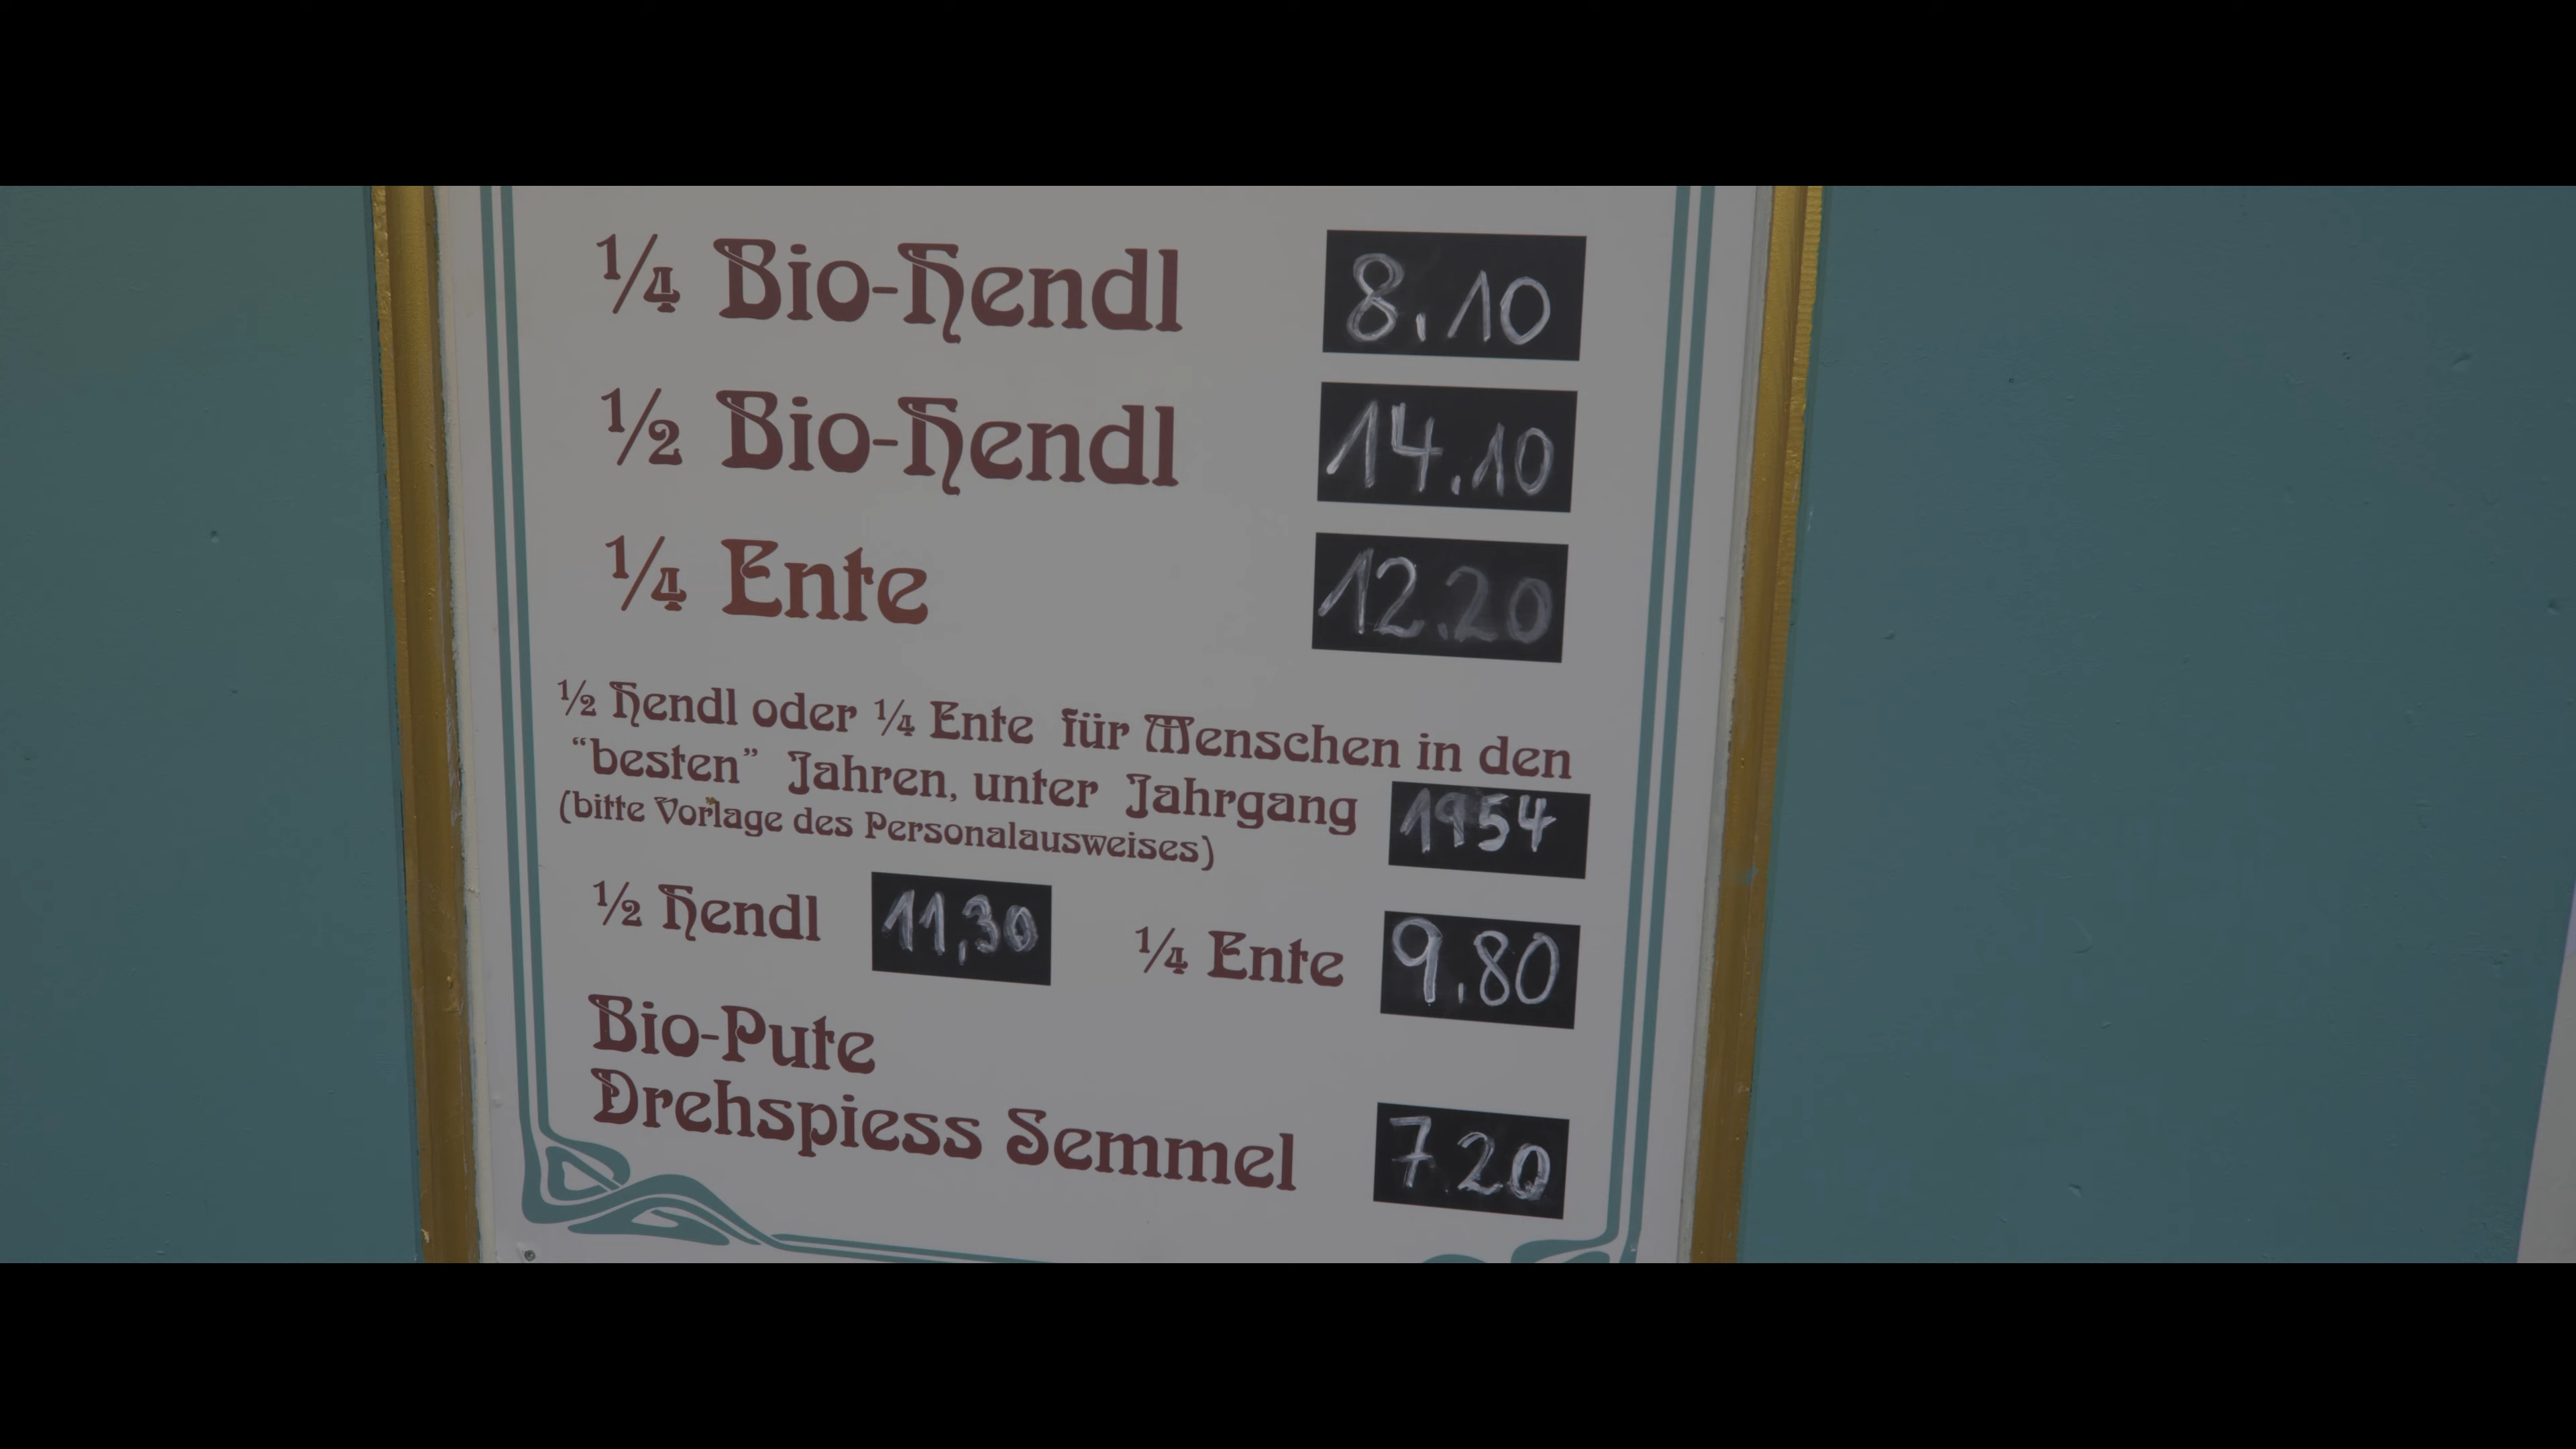 ¼ Bio-Hendl 8.10
½ Bio-Hendl 14.10
¼ Ente 12.20
½ Hendl oder ¼ Ente für Menschen in den
“besten” Jahren, unter Jahrgang 1954
(bitte Vorlage des Personalausweises)
½ Hendl 11,30 ¼ Ente 9.80
Bio-Pute
Drehspiess Semmel 7.20